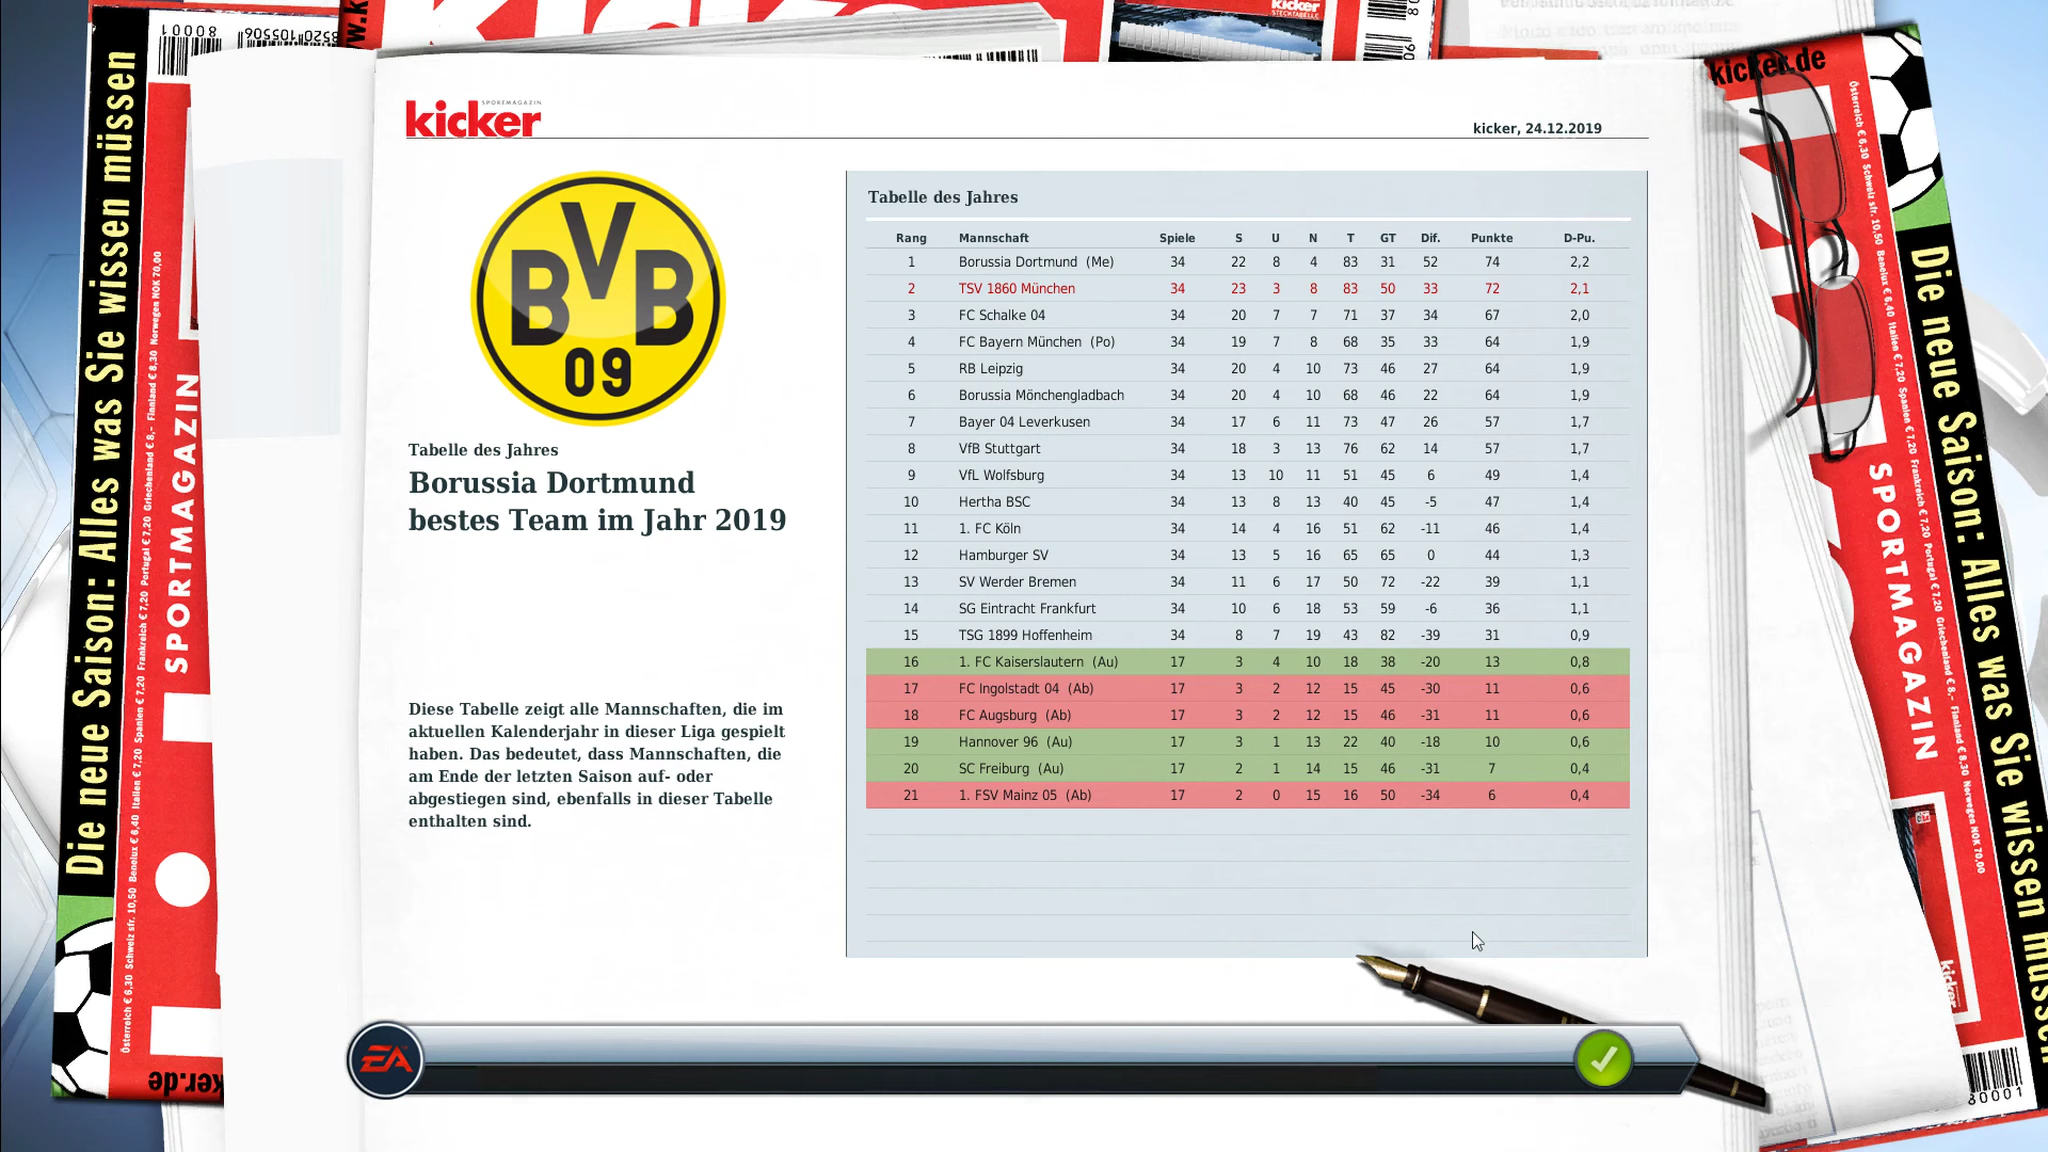 Die neue Saison: Alles was Sie wissen müssen
SPORTMAGAZIN
kicker.de
kicker
SPORTMAGAZIN
kicker, 24.12.2019
Tabelle des Jahres
Borussia Dortmund
bestes Team im Jahr 2019
BVB
09
Diese Tabelle zeigt alle Mannschaften, die im
aktuellen Kalenderjahr in dieser Liga gespielt
haben. Das bedeutet, dass Mannschaften, die
am Ende der letzten Saison auf- oder
abgestiegen sind, ebenfalls in dieser Tabelle
enthalten sind.
Tabelle des Jahres
Rang Mannschaft Spiele S U N T GT Dif. Punkte D-Pu.
1 Borussia Dortmund (Me) 34 22 8 4 83 31 52 74 2,2
2 TSV 1860 München 34 23 3 8 83 50 33 72 2,1
3 FC Schalke 04 34 20 7 7 71 37 34 67 2,0
4 FC Bayern München (Po) 34 19 7 8 68 35 33 64 1,9
5 RB Leipzig 34 20 4 10 73 46 27 64 1,9
6 Borussia Mönchengladbach 34 20 4 10 68 46 22 64 1,9
7 Bayer 04 Leverkusen 34 17 6 11 73 47 26 57 1,7
8 VfB Stuttgart 34 18 3 13 76 62 14 57 1,7
9 VfL Wolfsburg 34 13 10 11 51 45 6 49 1,4
10 Hertha BSC 34 13 8 13 40 45 -5 47 1,4
11 1. FC Köln 34 14 4 16 51 62 -11 46 1,4
12 Hamburger SV 34 13 5 16 65 65 0 44 1,3
13 SV Werder Bremen 34 11 6 17 50 72 -22 39 1,1
14 SG Eintracht Frankfurt 34 10 6 18 53 59 -6 36 1,1
15 TSG 1899 Hoffenheim 34 8 7 19 43 82 -39 31 0,9
16 1. FC Kaiserslautern (Au) 17 3 4 10 18 38 -20 13 0,8
17 FC Ingolstadt 04 (Ab) 17 3 2 12 15 45 -30 11 0,6
18 FC Augsburg (Ab) 17 3 2 12 15 46 -31 11 0,6
19 Hannover 96 (Au) 17 3 1 13 22 40 -18 10 0,6
20 SC Freiburg (Au) 17 2 1 14 15 46 -31 7 0,4
21 1. FSV Mainz 05 (Ab) 17 2 0 15 16 50 -34 6 0,4
EA
kicker.de
SPORTMAGAZIN
Die neue Saison: Alles was Sie wissen müssen
kicker
80001